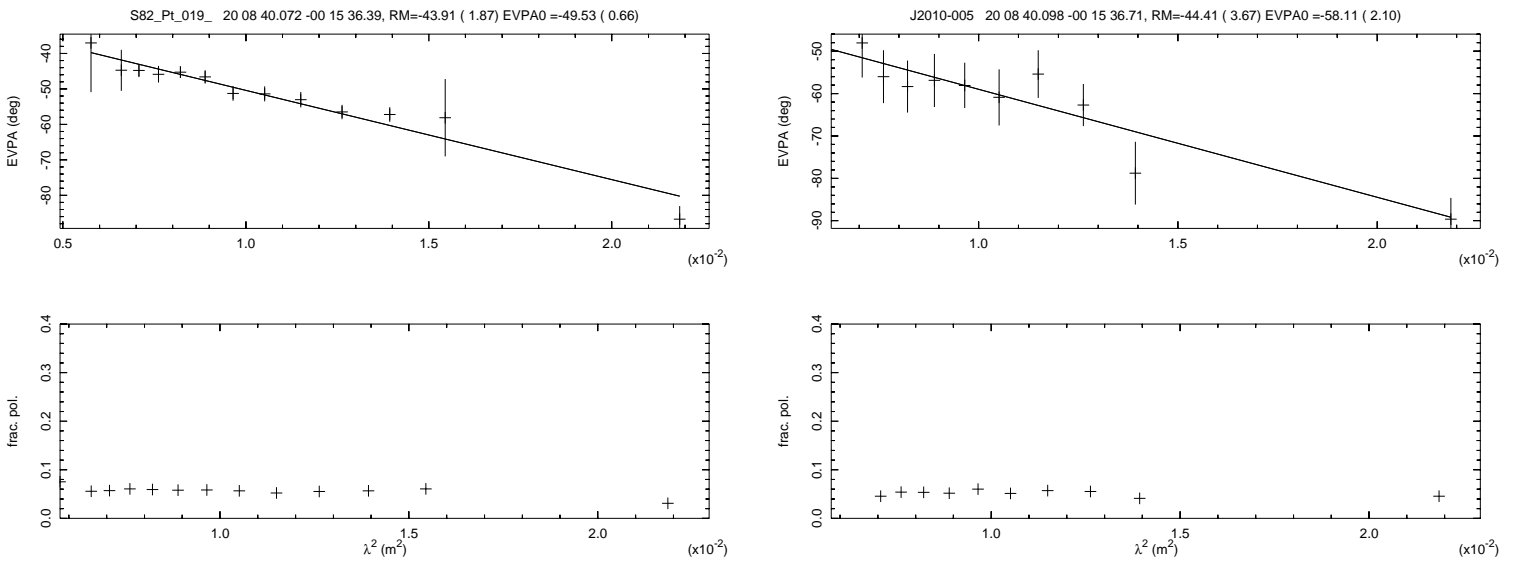 S82_Pt_019_ 20 08 40.072 -00 15 36.39, RM=-43.91 ( 1.87) EVPA0 =-49.53 ( 0.66)
-40
-50
-60
-70
-80
EVPA (deg)
0.5 1.0 1.5 2.0
(x10-2)
J2010-005 20 08 40.098 -00 15 36.71, RM=-44.41 ( 3.67) EVPA0 =-58.11 ( 2.10)
-50
-60
-70
-80
-90
EVPA (deg)
1.0 1.5 2.0
(x10-2)
0.4
0.3
0.2
0.1
0.0
frac. pol.
1.0 1.5 2.0
λ2 (m2)
(x10-2)
0.4
0.3
0.2
0.1
0.0
frac. pol.
1.0 1.5 2.0
λ2 (m2)
(x10-2)